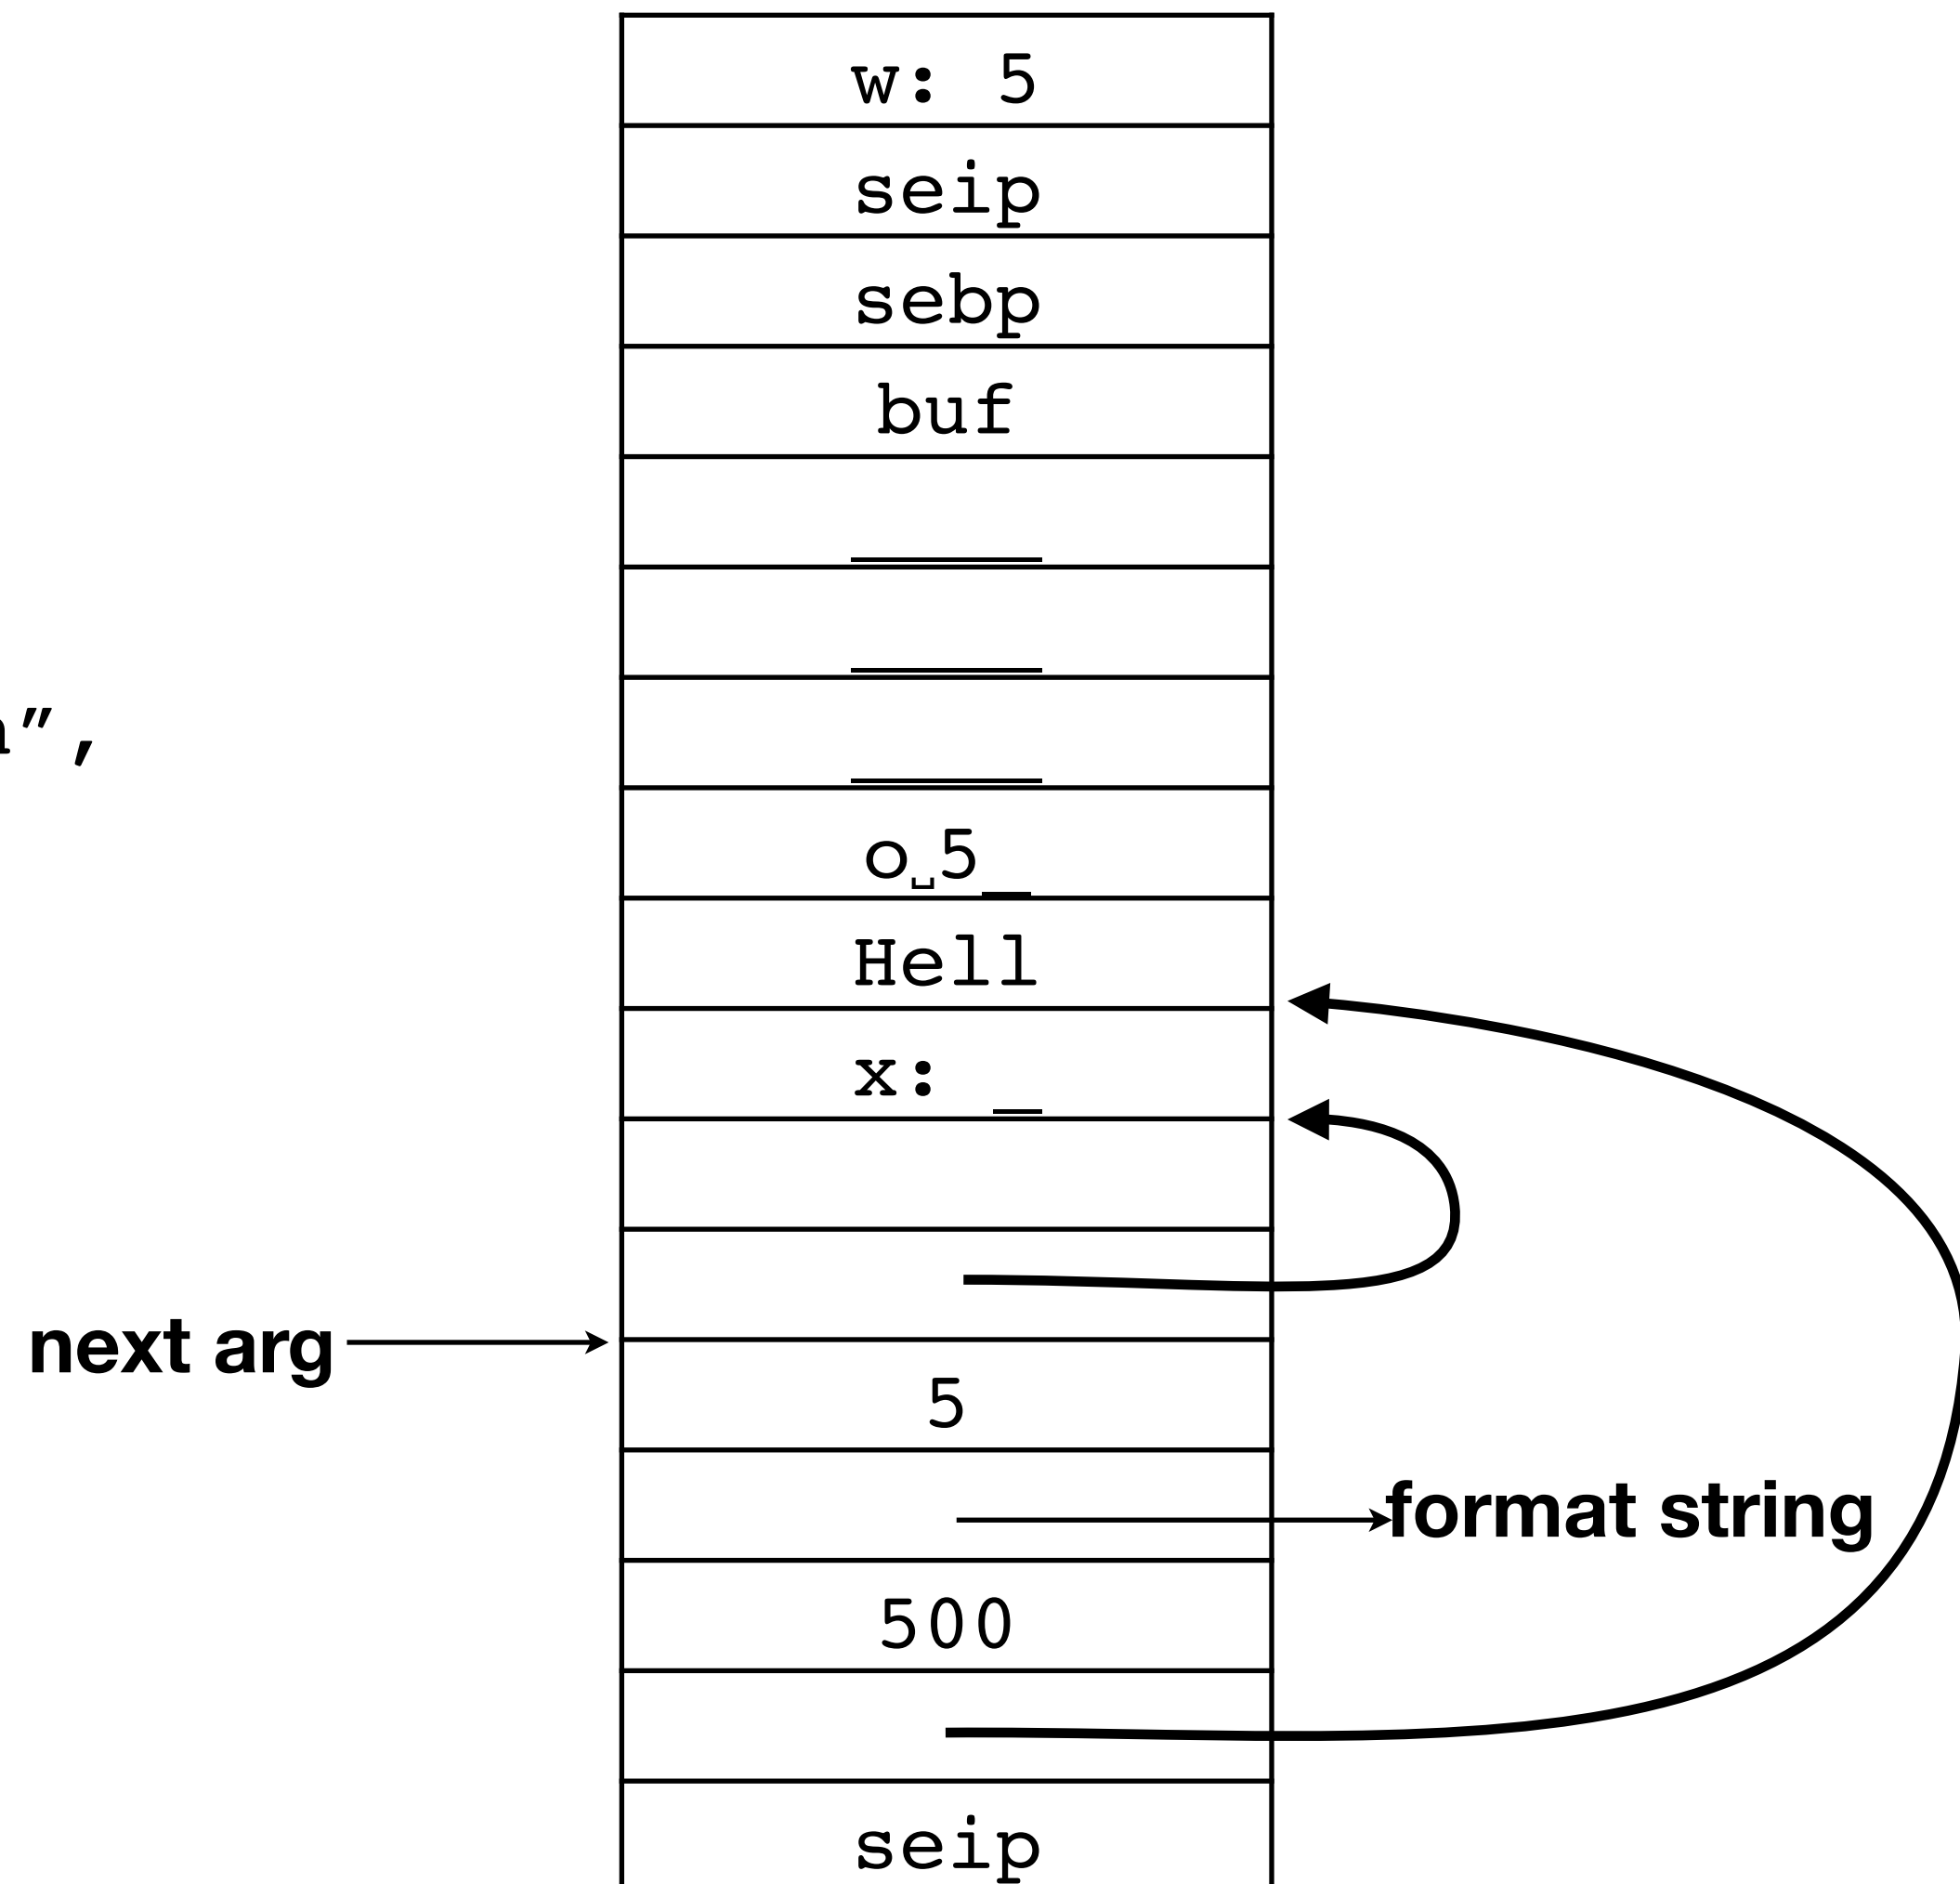 w: 5
seip
sebp
buf
____
____
____
”,
o␣5_
Hell
x: _
next arg
5
format string
500
seip